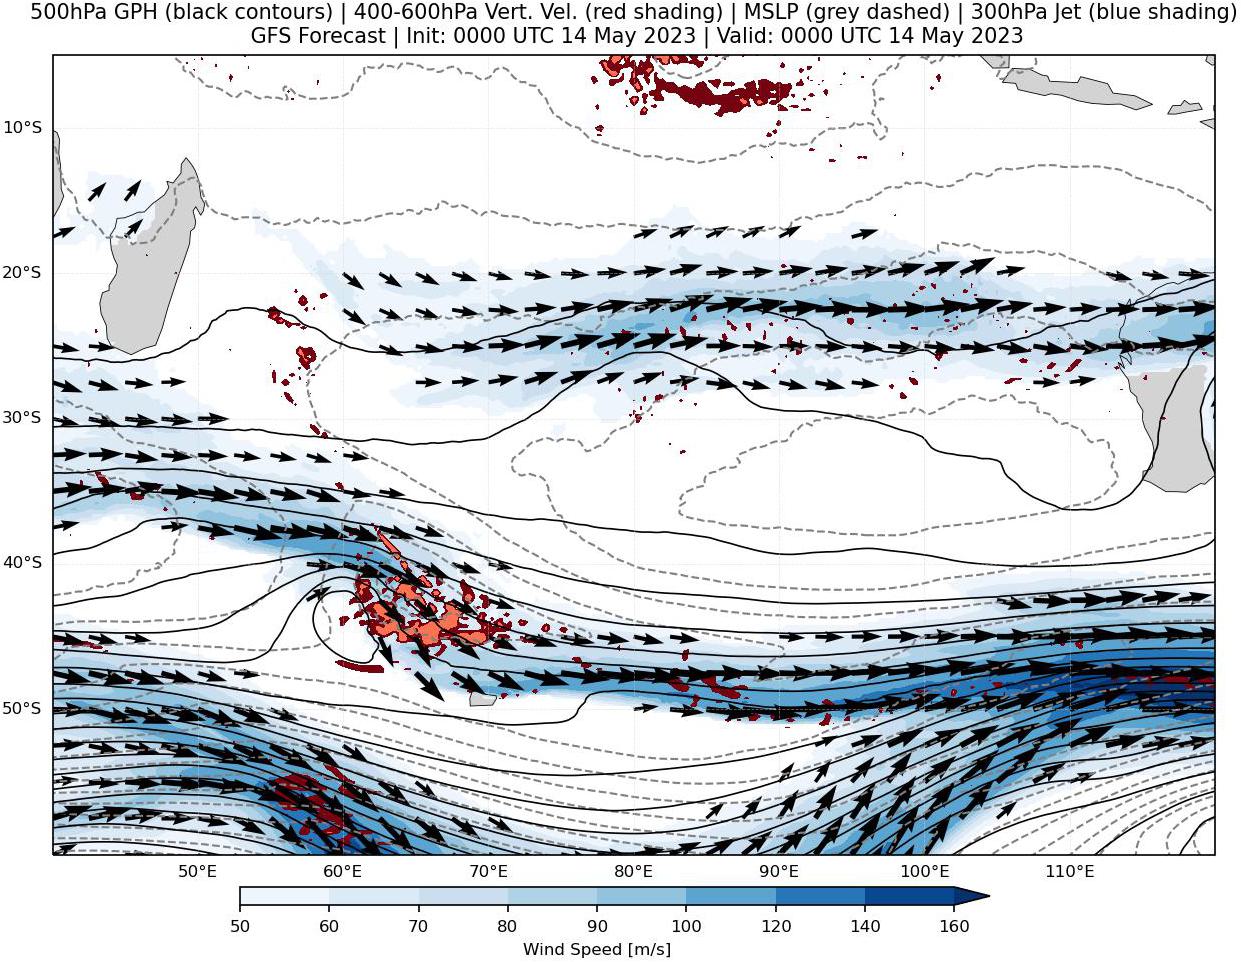 500hPa GPH (black contours) | 400-600hPa Vert. Vel. (red shading) | MSLP (grey dashed) | 300hPa Jet (blue shading)
GFS Forecast | Init: 0000 UTC 14 May 2023 | Valid: 0000 UTC 14 May 2023
10°S
20°S
30°S
40°S
50°S
50°E 60°E 70°E 80°E 90°E 100°E 110°E
50 60 70 80 90 100 120 140 160
Wind Speed [m/s]